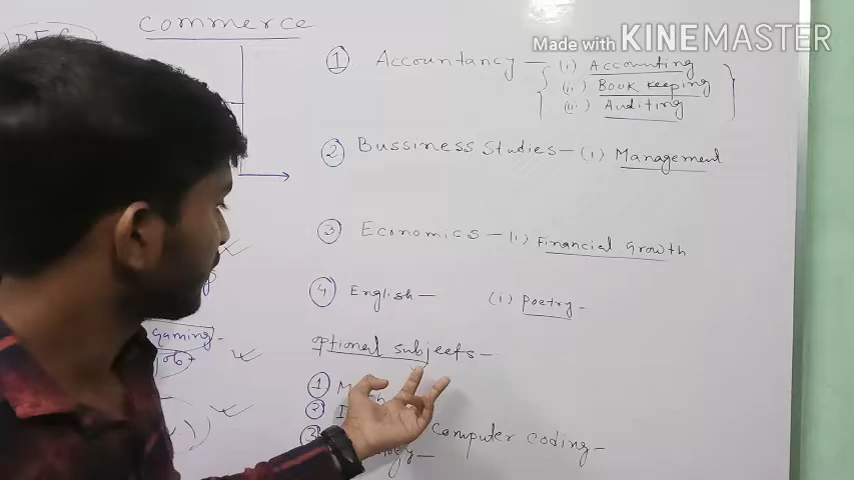 Made with KINEMASTER
COMMERCE
① Accountancy — (i) Accounting
(ii) Book keeping
(iii) Auditing
② Bussiness Studies — (i) Management
③ Economics — (i) Financial Growth
④ English — (i) Poetry -
optional subjects —
①
②
③ Computer coding -
Gaming -
Job